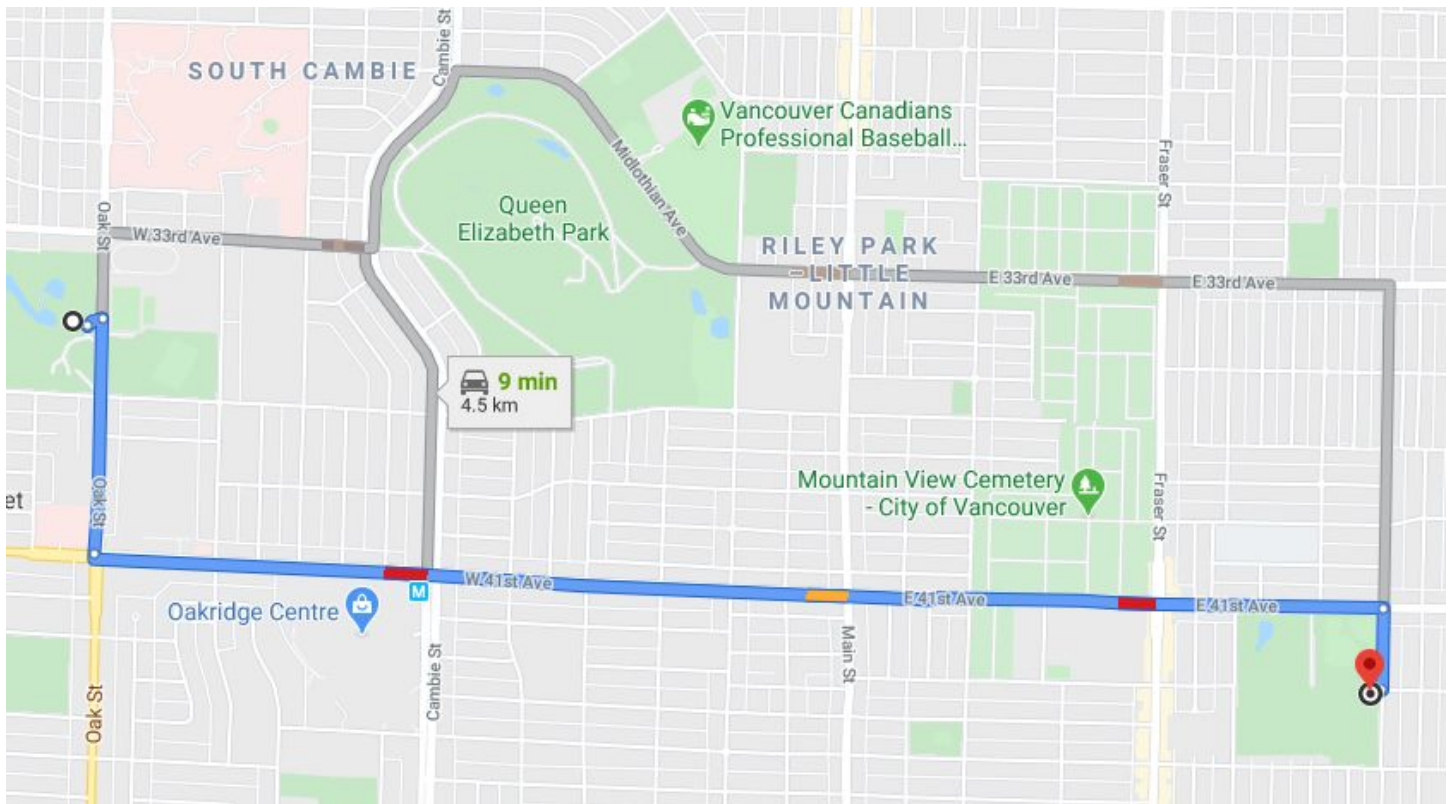 Cambie St
Cambie St
SOUTH CAMBIE
Vancouver Canadians
Professional Baseball...
Midlothian Ave
Fraser St
Queen
Elizabeth Park
Oak St
W 33rd Ave
RILEY PARK
-LITTLE
MOUNTAIN
E 33rd Ave
E 33rd Ave
9 min
4.5 km
Mountain View Cemetery
- City of Vancouver
Fraser St
et
Oak St
W 41st Ave
M
E 41st Ave
E 41st Ave
Oakridge Centre
Main St
Cambie St
Oak St